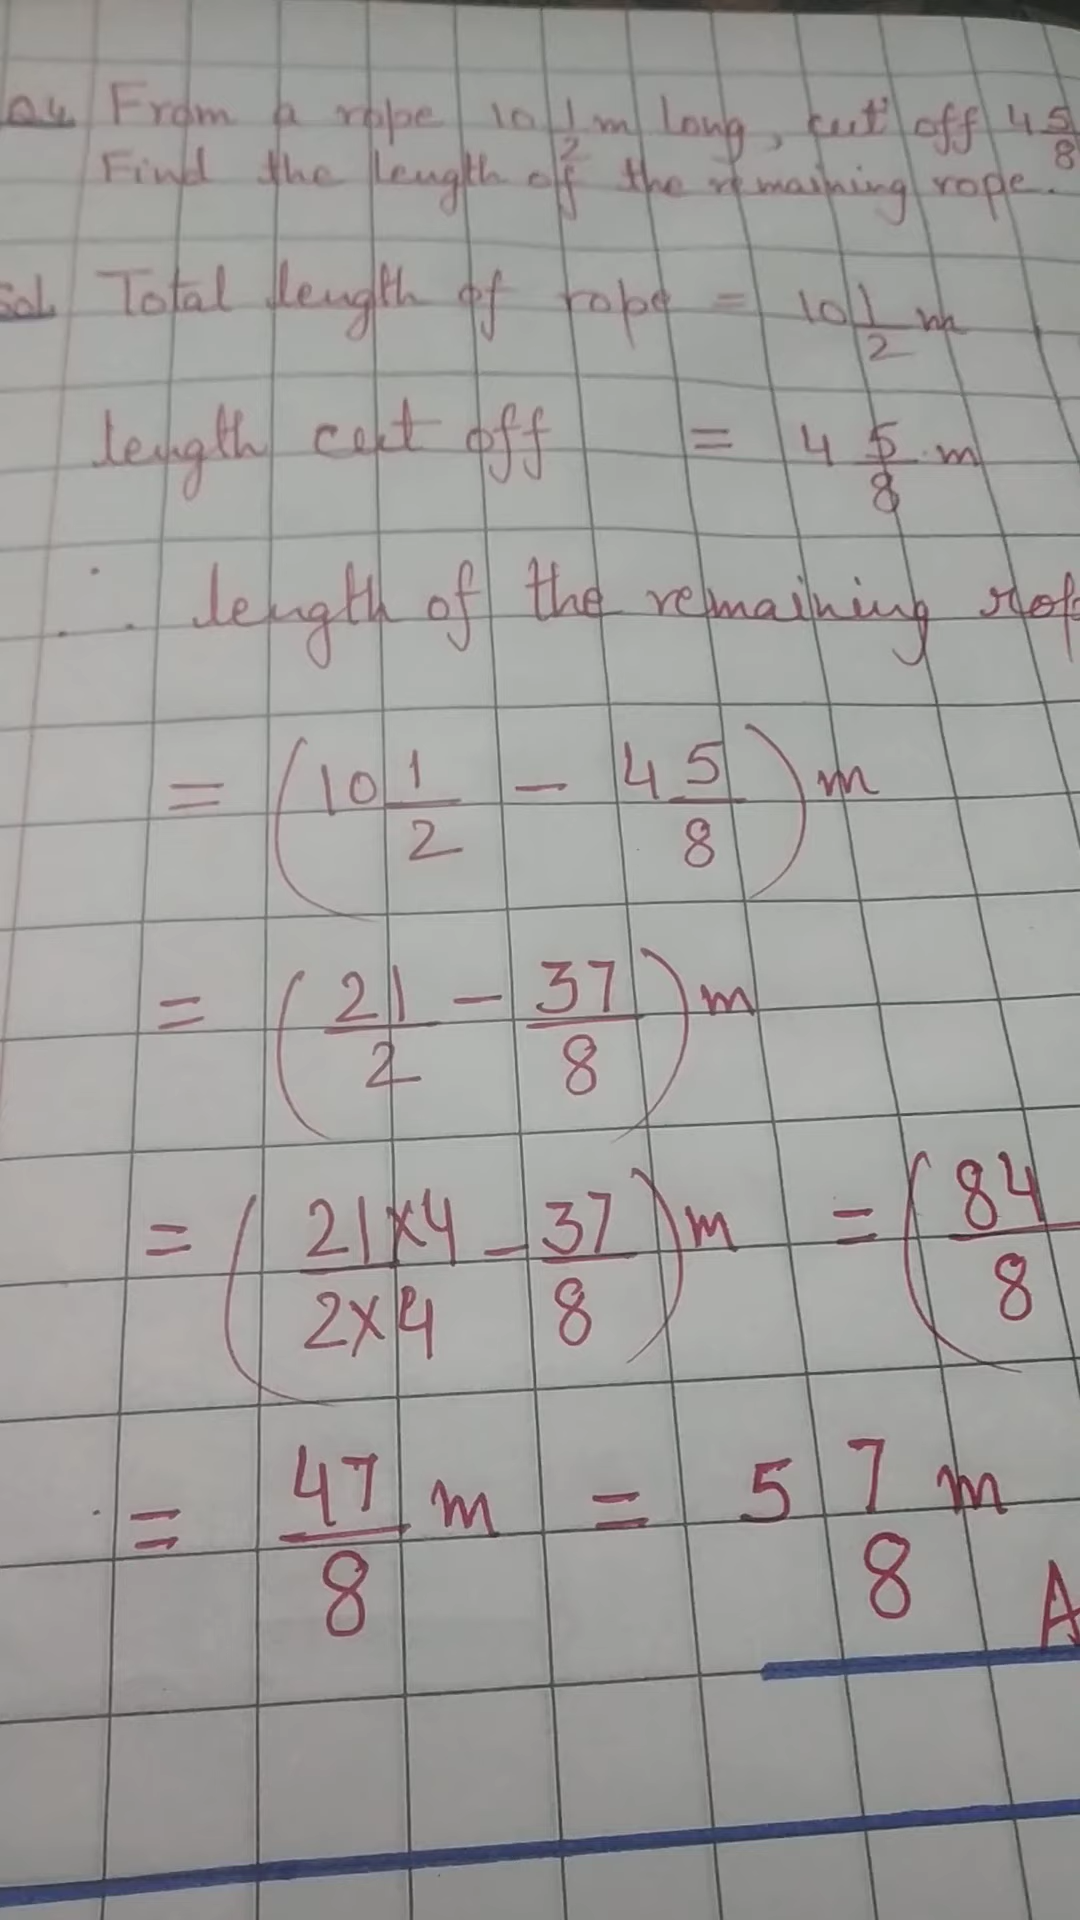 Q4. From a rope 10 1/2 m long, cut off 4 5/8
Find the length of the remaining rope.
Sol. Total length of rope = 10 1/2 m
length cut off = 4 5/8 m
∴ length of the remaining rop
= (10 1/2 − 4 5/8) m
= (21/2 − 37/8) m
= (21×4/2×4 − 37/8) m = (84/8
= 47/8 m = 5 7/8 m A